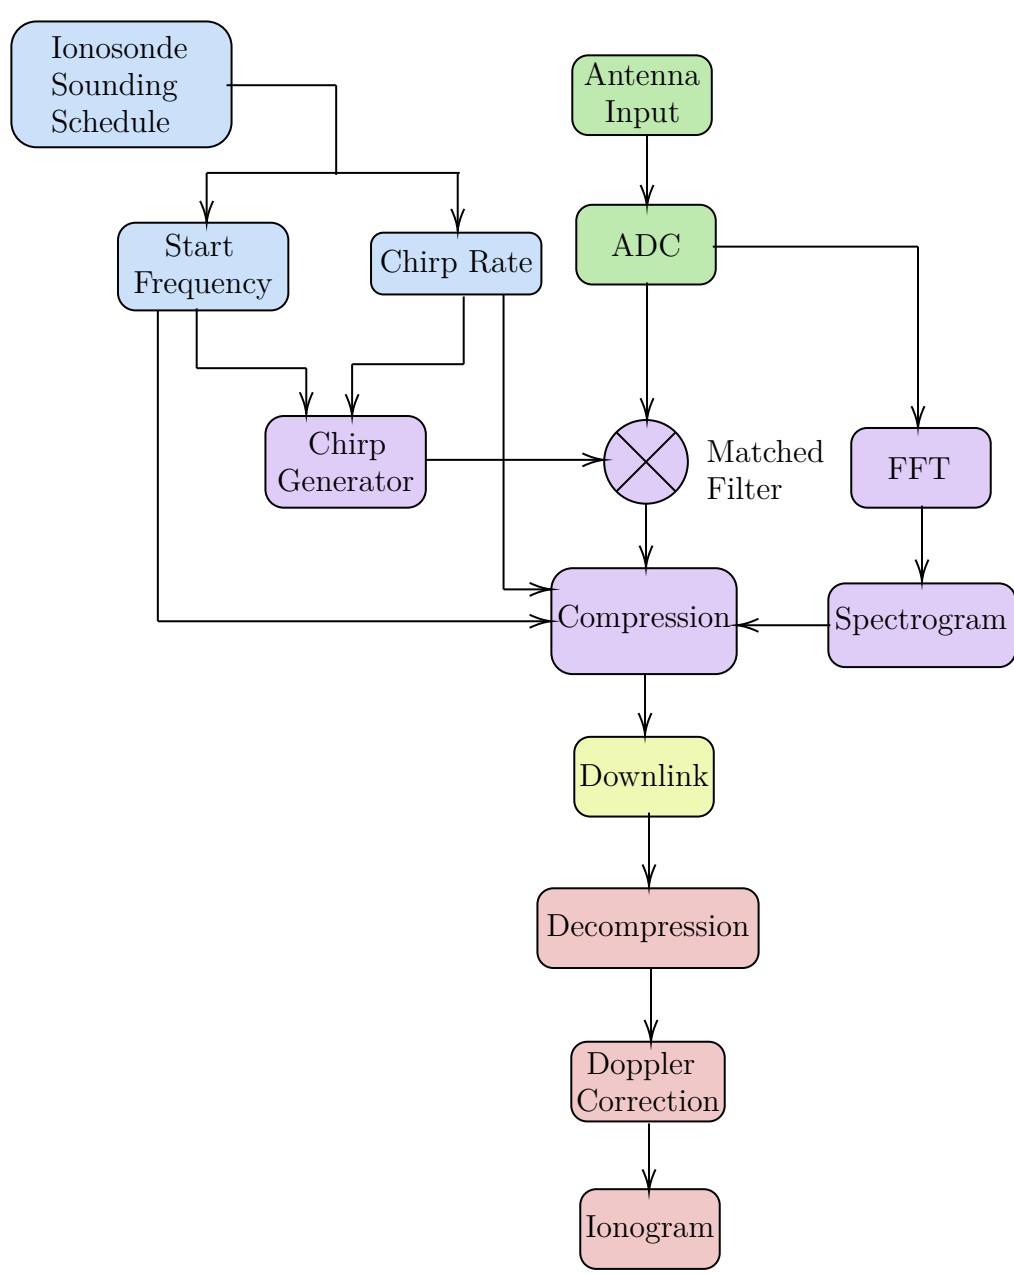 Ionosonde
Sounding
Schedule
Antenna
Input
Start
Frequency
Chirp Rate
ADC
Chirp
Generator
Matched
Filter
FFT
Compression
Spectrogram
Downlink
Decompression
Doppler
Correction
Ionogram